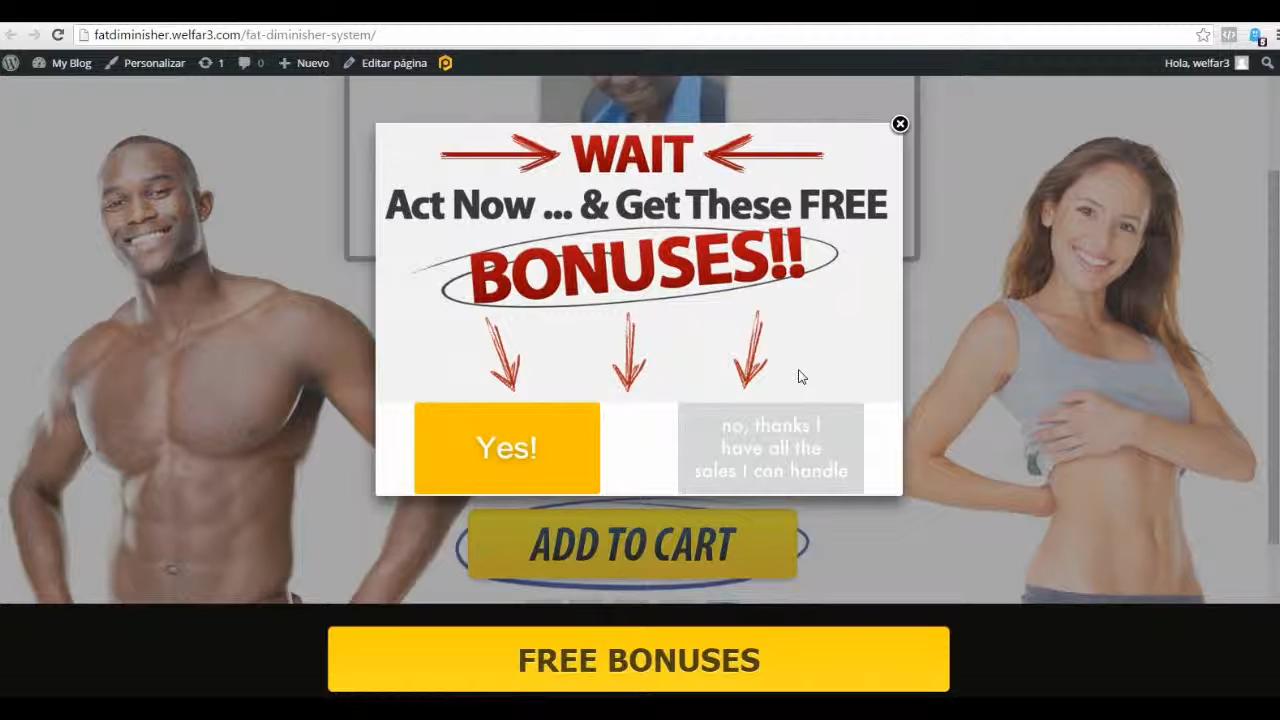 fatdiminisher.welfar3.com/fat-diminisher-system/
My Blog Personalizar 1 0 Nuevo Editar página Hola, welfar3
WAIT
Act Now ... & Get These FREE
BONUSES!!
Yes!
no, thanks I
have all the
sales I can handle
ADD TO CART
FREE BONUSES